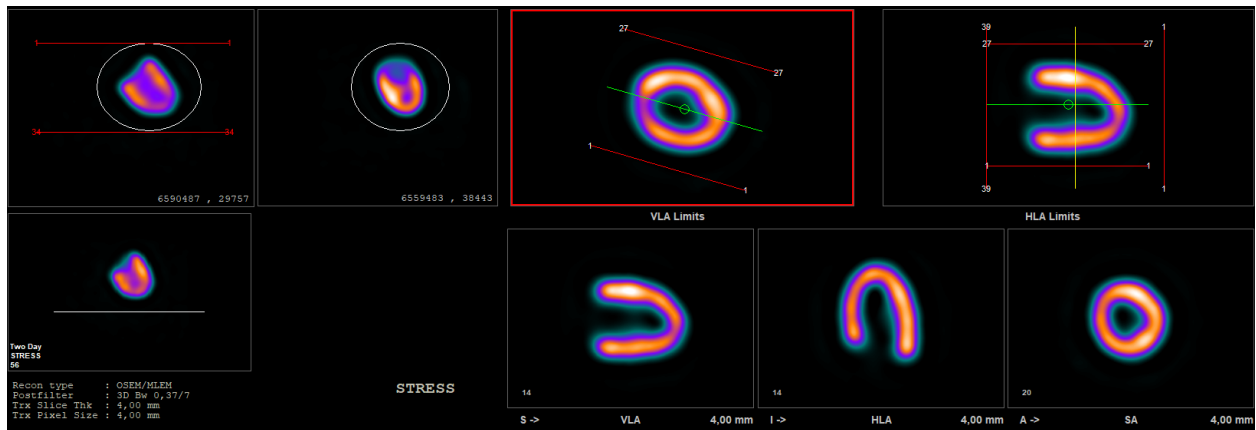 1 1
34 34
6590487 , 29757
6559483 , 38443
27
27
1
1
VLA Limits
39 1
27 27
1 1
39 1
HLA Limits
Two Day
STRESS
56
Recon type : OSEM/MLEM
Postfilter : 3D Bw 0,37/7
Trx Slice Thk : 4,00 mm
Trx Pixel Size : 4,00 mm
STRESS
14
S -> VLA 4,00 mm
14
I -> HLA 4,00 mm
20
A -> SA 4,00 mm